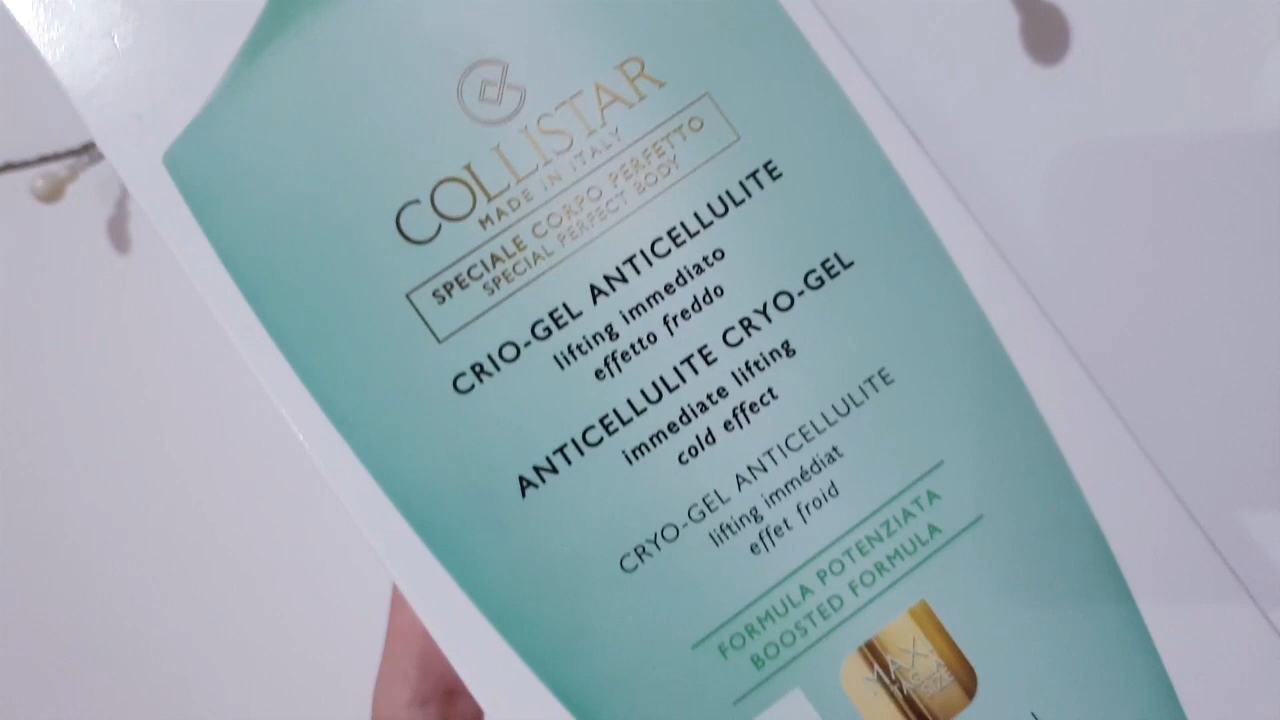 COLLISTAR
MADE IN ITALY
SPECIALE CORPO PERFETTO
SPECIAL PERFECT BODY
CRIO-GEL ANTICELLULITE
lifting immediato
effetto freddo
ANTICELLULITE CRYO-GEL
immediate lifting
cold effect
CRYO-GEL ANTICELLULITE
lifting immédiat
effet froid
FORMULA POTENZIATA
BOOSTED FORMULA
MAX